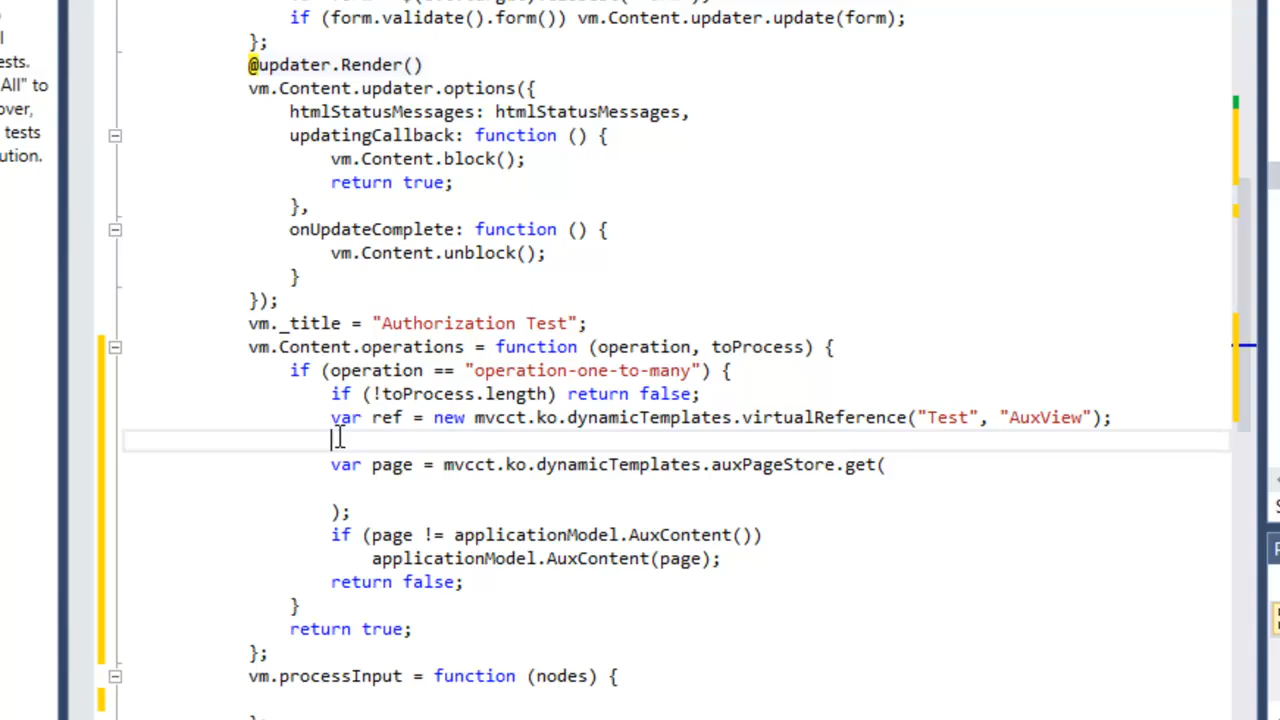 ests.
All" to
over,
tests
ution.
if (form.validate().form()) vm.Content.updater.update(form);
};
@updater.Render()
vm.Content.updater.options({
htmlStatusMessages: htmlStatusMessages,
updatingCallback: function () {
vm.Content.block();
return true;
},
onUpdateComplete: function () {
vm.Content.unblock();
}
});
vm._title = "Authorization Test";
vm.Content.operations = function (operation, toProcess) {
if (operation == "operation-one-to-many") {
if (!toProcess.length) return false;
var ref = new mvcct.ko.dynamicTemplates.virtualReference("Test", "AuxView");
var page = mvcct.ko.dynamicTemplates.auxPageStore.get(
);
if (page != applicationModel.AuxContent())
applicationModel.AuxContent(page);
return false;
}
return true;
};
vm.processInput = function (nodes) {